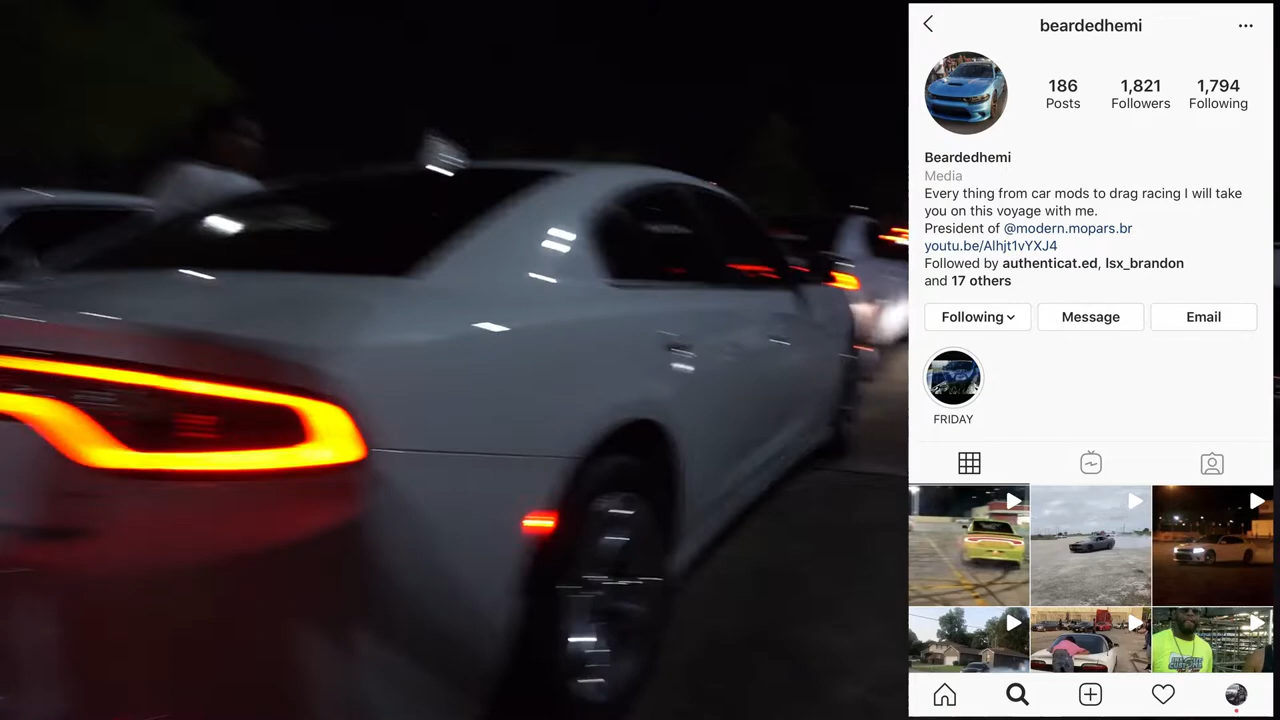 beardedhemi
186
1,821
1,794
Posts
Followers
Following
Beardedhemi
Media
Every thing from car mods to drag racing I will take
you on this voyage with me.
President of @modern.mopars.br
youtu.be/AIhjt1vYXJ4
Followed by authenticat.ed, lsx_brandon
and 17 others
Following
Message
Email
FRIDAY